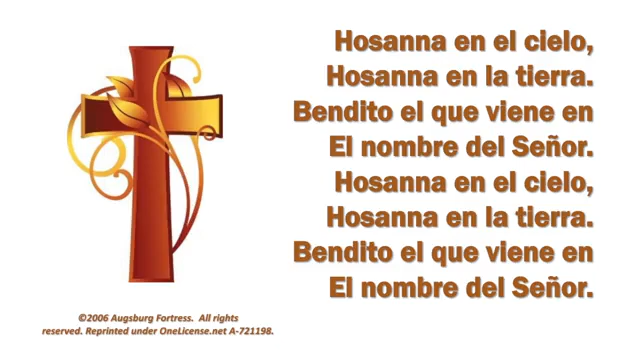 Hosanna en el cielo,
Hosanna en la tierra.
Bendito el que viene en
El nombre del Señor.
Hosanna en el cielo,
Hosanna en la tierra.
Bendito el que viene en
El nombre del Señor.
©2006 Augsburg Fortress. All rights
reserved. Reprinted under OneLicense.net A-721198.